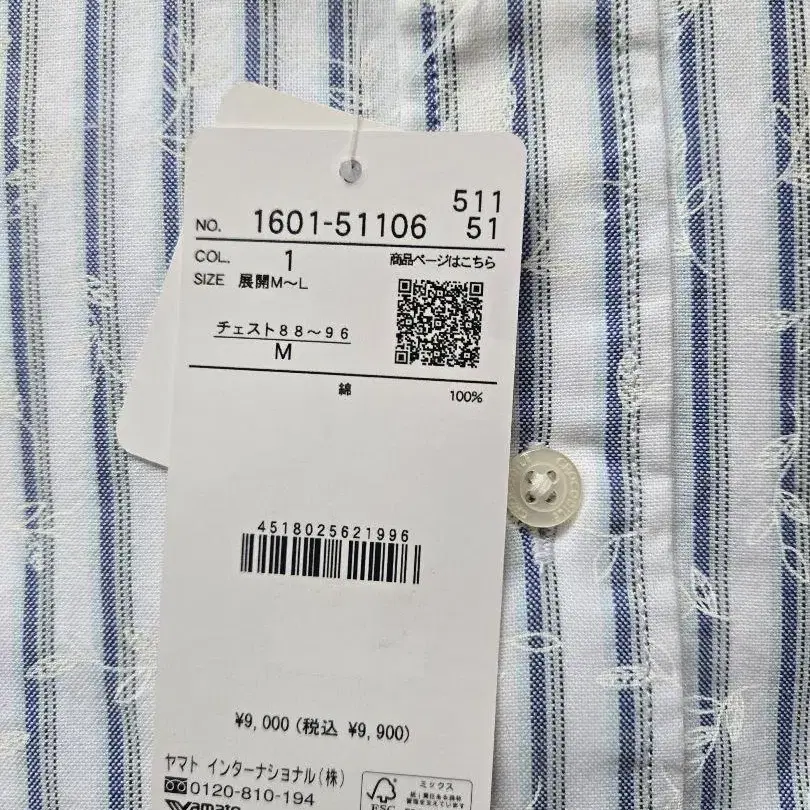 511
NO. 1601-51106 51
COL. 1 商品ページはこちら
SIZE 展開M〜L
チェスト88〜96
M
綿 100%
4518025621996
¥9,000 (税込 ¥9,900)
ヤマト インターナショナル(株)
0120-810-194
Yamato
FSC
ミックス